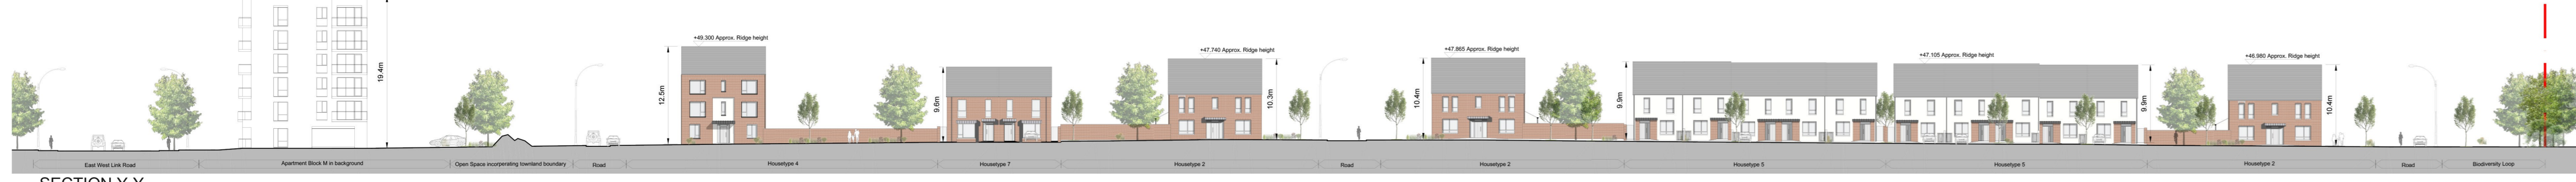 +49.300 Approx. Ridge height
+47.740 Approx. Ridge height
+47.865 Approx. Ridge height
+47.105 Approx. Ridge height
+46.980 Approx. Ridge height
19.4m
12.5m
9.6m
10.3m
10.4m
9.9m
9.9m
10.4m
East West Link Road
Apartment Block M in background
Open Space incorperating townland boundary
Road
Housetype 4
Housetype 7
Housetype 2
Road
Housetype 2
Housetype 5
Housetype 5
Housetype 2
Road
Biodiversity Loop